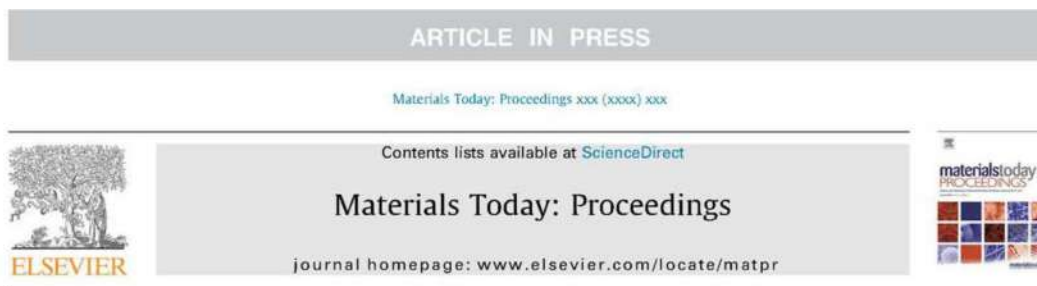 ARTICLE IN PRESS
Materials Today: Proceedings xxx (xxxx) xxx
Contents lists available at ScienceDirect
Materials Today: Proceedings
journal homepage: www.elsevier.com/locate/matpr
ELSEVIER
materialstoday
PROCEEDINGS